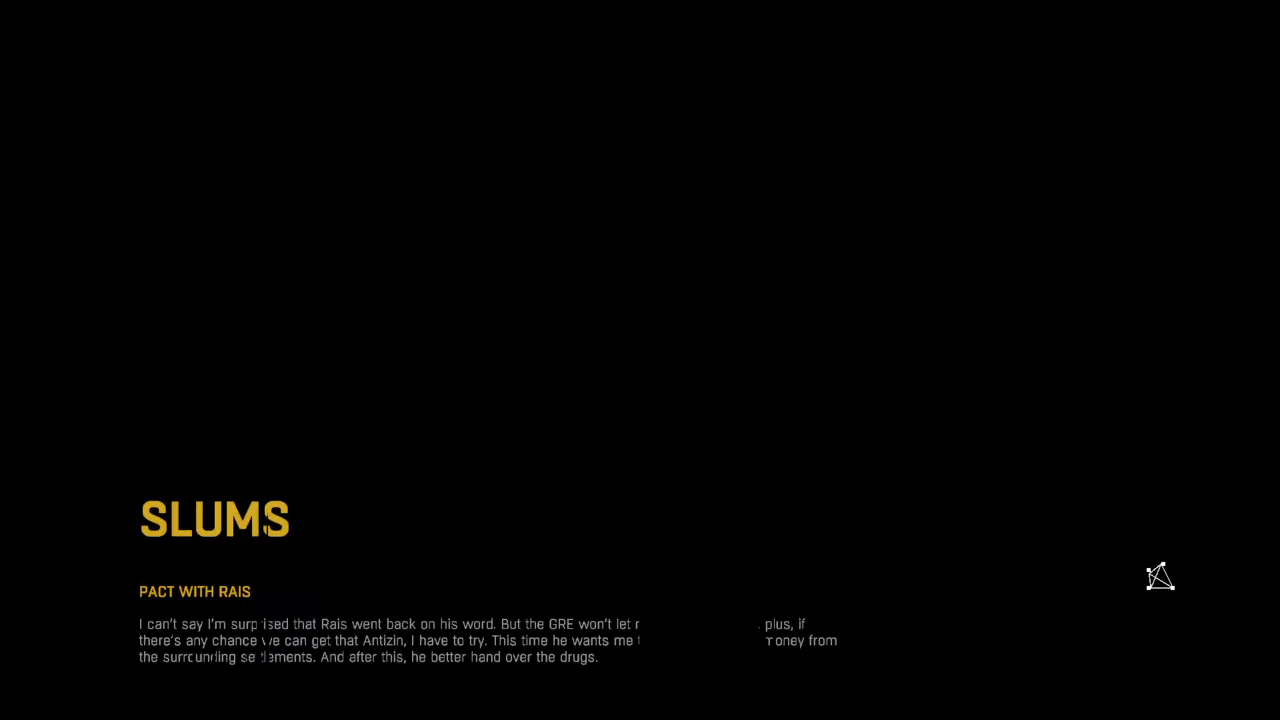 SLUMS
PACT WITH RAIS
I can't say I'm surprised that Rais went back on his word. But the GRE won't let plus, if
there's any chance we can get that Antizin, I have to try. This time he wants me money from
the surrounding settlements. And after this, he better hand over the drugs.